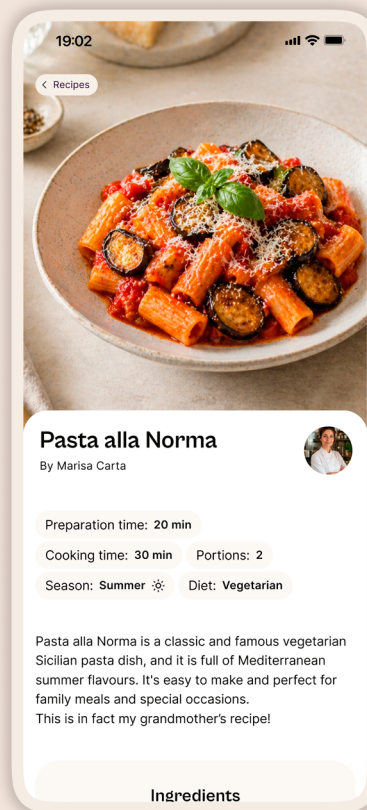 19:02
Recipes
Pasta alla Norma
By Marisa Carta
Preparation time: 20 min
Cooking time: 30 min Portions: 2
Season: Summer Diet: Vegetarian
Pasta alla Norma is a classic and famous vegetarian
Sicilian pasta dish, and it is full of Mediterranean
summer flavours. It's easy to make and perfect for
family meals and special occasions.
This is in fact my grandmother's recipe!
Ingredients